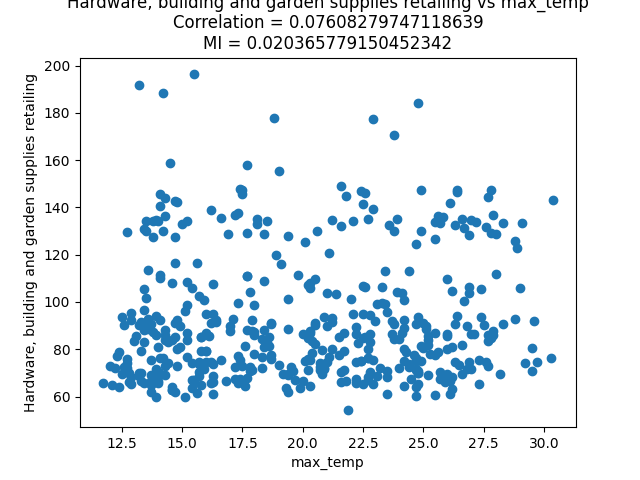 Hardware, building and garden supplies retailing vs max_temp
Correlation = 0.07608279747118639
MI = 0.020365779150452342
200
180
160
140
120
100
80
60
Hardware, building and garden supplies retailing
12.5 15.0 17.5 20.0 22.5 25.0 27.5 30.0
max_temp